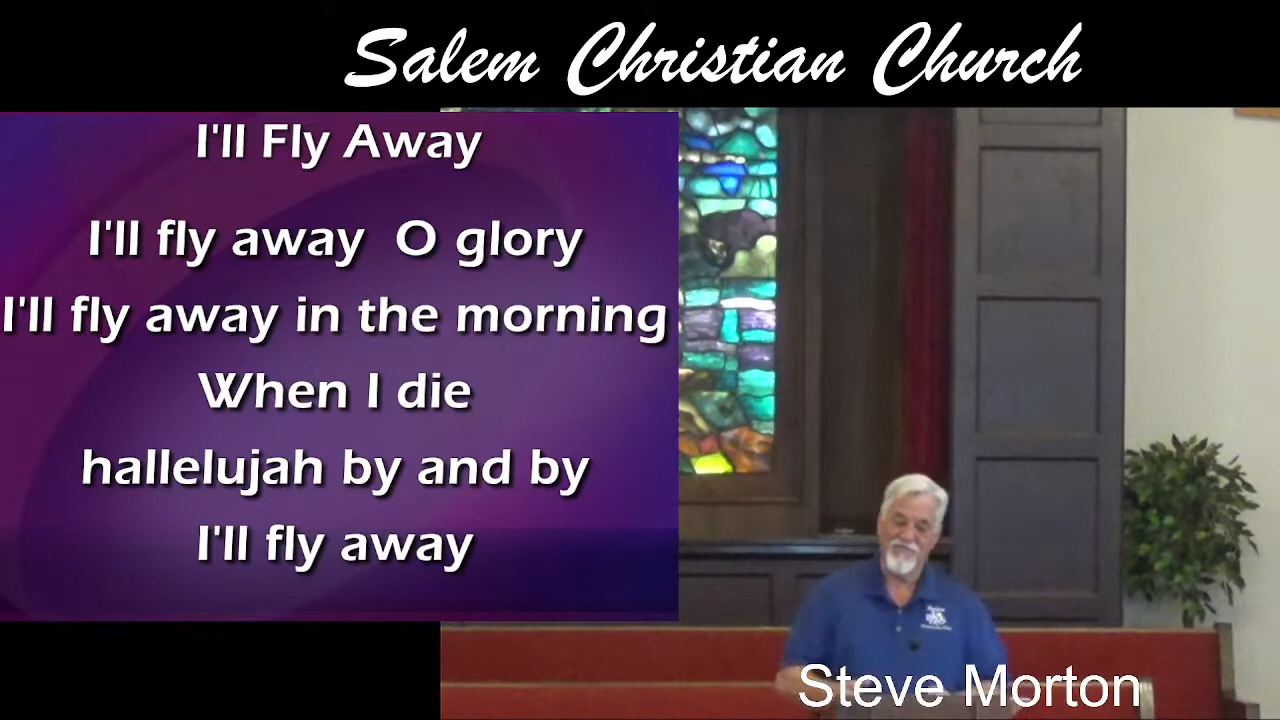 Salem Christian Church
I'll Fly Away
I'll fly away O glory
I'll fly away in the morning
When I die
hallelujah by and by
I'll fly away
Steve Morton